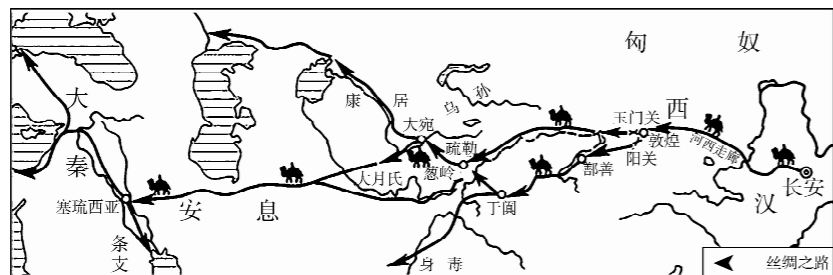 匈奴
西汉
大秦
康居
乌孙
大宛
玉门关
敦煌
河西走廊
疏勒
阳关
鄯善
葱岭
大月氏
长安
于阗
塞琉西亚
安息
条支
身毒
丝绸之路